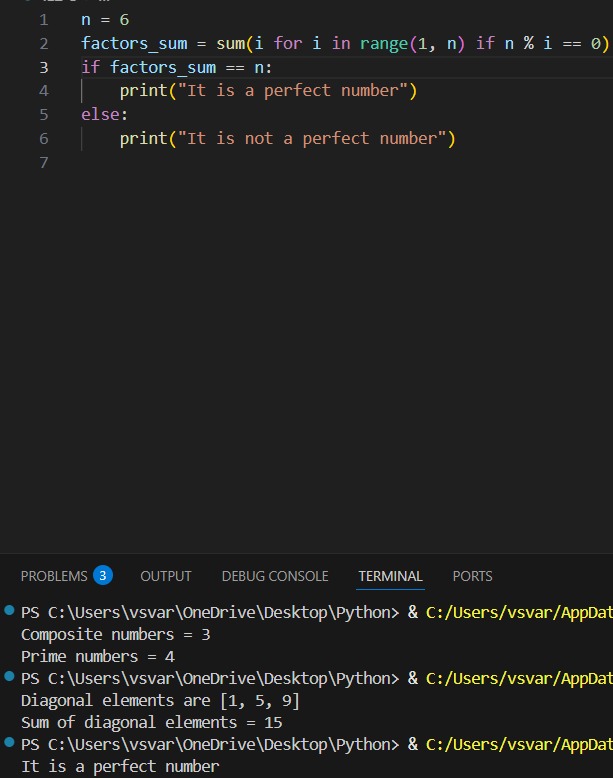 1 n = 6
2 factors_sum = sum(i for i in range(1, n) if n % i == 0)
3 if factors_sum == n:
4     print("It is a perfect number")
5 else:
6     print("It is not a perfect number")
7
PROBLEMS 3 OUTPUT DEBUG CONSOLE TERMINAL PORTS
PS C:\Users\vsvar\OneDrive\Desktop\Python> & C:/Users/vsvar/AppDat
Composite numbers = 3
Prime numbers = 4
PS C:\Users\vsvar\OneDrive\Desktop\Python> & C:/Users/vsvar/AppDat
Diagonal elements are [1, 5, 9]
Sum of diagonal elements = 15
PS C:\Users\vsvar\OneDrive\Desktop\Python> & C:/Users/vsvar/AppDat
It is a perfect number